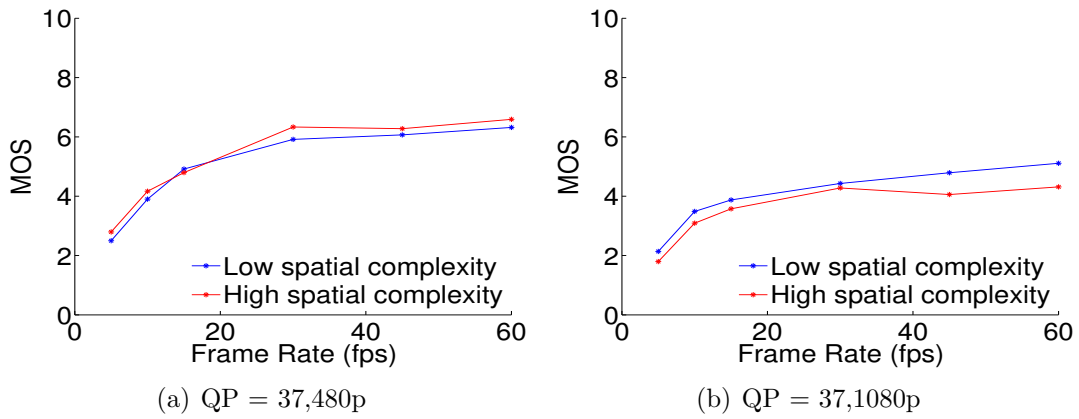 10
8
6
4
2
0
MOS
Low spatial complexity
High spatial complexity
0 20 40 60
Frame Rate (fps)
(a) QP = 37,480p
10
8
6
4
2
0
MOS
Low spatial complexity
High spatial complexity
0 20 40 60
Frame Rate (fps)
(b) QP = 37,1080p